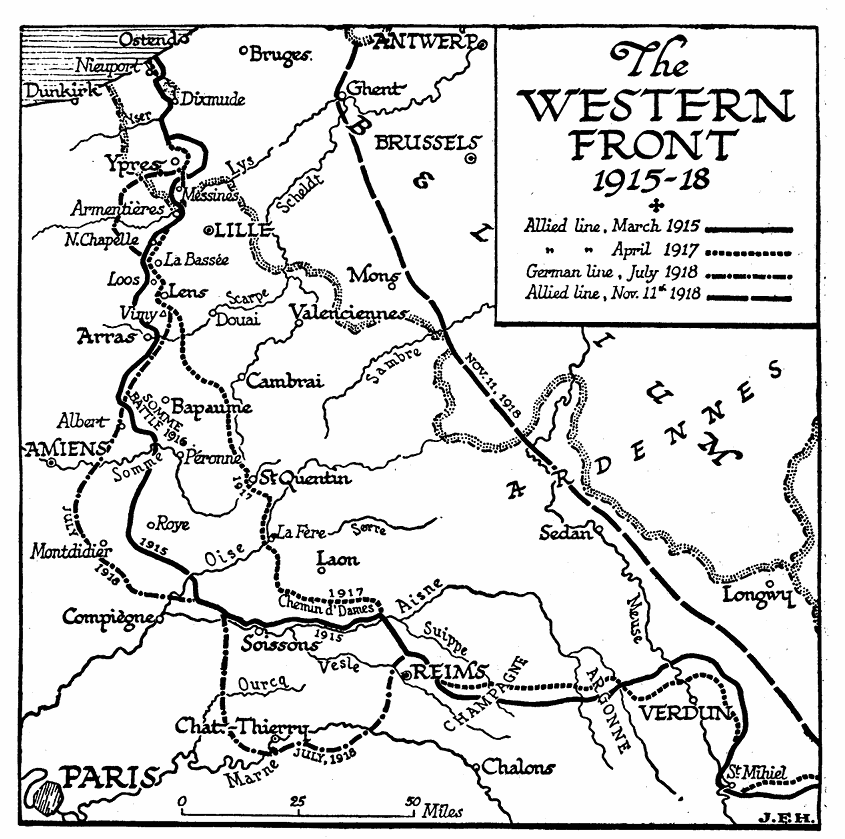 The
WESTERN
FRONT
1915-18
Allied line, March 1915
„ „ April 1917
German line, July 1918
Allied line, Nov. 11th 1918
Ostend
Bruges.
ANTWERP
Nieuport
Dunkirk
Dixmude
Ghent
Yser
BRUSSELS
Ypres
Lys
Scheldt
BELGIUM
Messines
Armentières
N.Chapelle
LILLE
La Bassée
Loos
Lens
Mons
Scarpe
Vimy
Douai
Valenciennes
Arras
Sambre
NOV. 11, 1918
Cambrai
SOMME
BATTLE 1916
Bapaume
Albert
AMIENS
Somme
Péronne
St Quentin
1917
ARDENNES
JULY
1918
Roye
1915
La Fère
Serre
Sedan
Montdidier
Oise
Laon
Longwy
1917
Chemin d'Dames
Aisne
Meuse
Compiègne
Soissons
1915
Suippe
Vesle
REIMS
CHAMPAGNE
ARGONNE
VERDUN
Ourcq
Chat.-Thierry
JULY, 1918
Marne
Chalons
St Mihiel
PARIS
0 25 50 Miles
J.F.H.